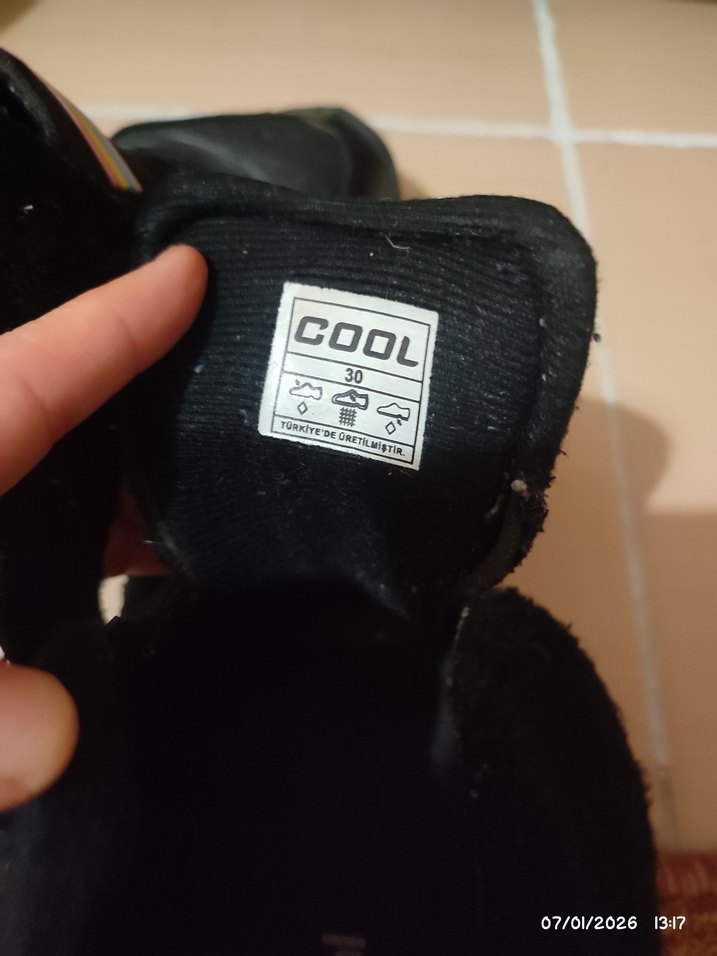 COOL
30
TÜRKİYE'DE ÜRETİLMİŞTİR.
07/01/2026 13:17